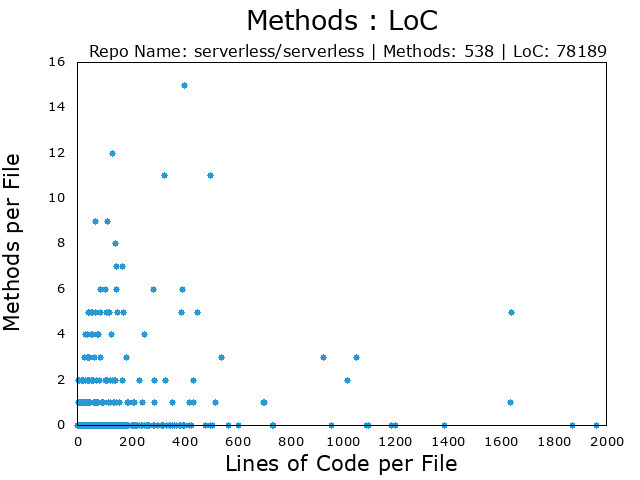 Methods : LoC
Repo Name: serverless/serverless | Methods: 538 | LoC: 78189
Methods per File
16
14
12
10
8
6
4
2
0
0 200 400 600 800 1000 1200 1400 1600 1800 2000
Lines of Code per File